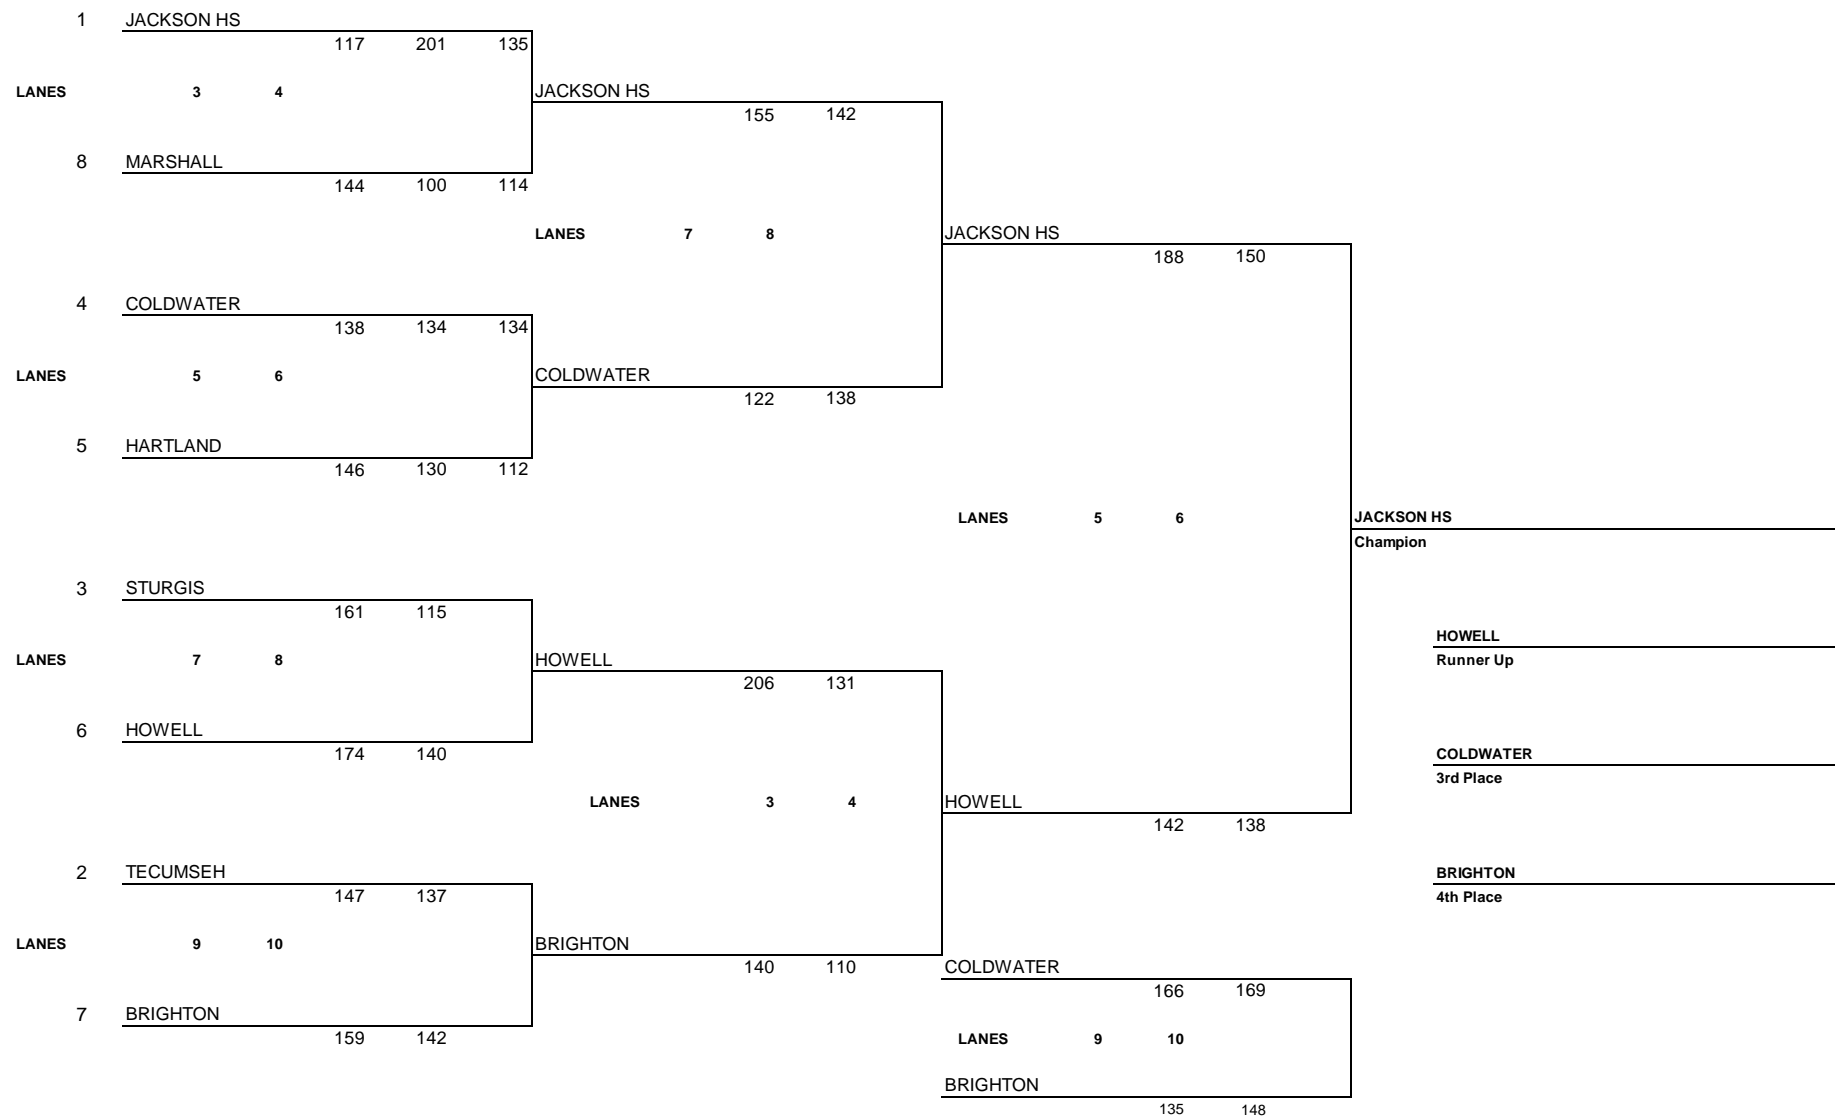 1 JACKSON HS
117 201 135
LANES 3 4 JACKSON HS
155 142
8 MARSHALL
144 100 114
LANES 7 8 JACKSON HS
188 150
4 COLDWATER
138 134 134
LANES 5 6 COLDWATER
122 138
5 HARTLAND
146 130 112
LANES 5 6 JACKSON HS
Champion
3 STURGIS
161 115
HOWELL
LANES 7 8 HOWELL Runner Up
206 131
6 HOWELL
174 140 COLDWATER
3rd Place
LANES 3 4 HOWELL
142 138
2 TECUMSEH BRIGHTON
147 137 4th Place
LANES 9 10 BRIGHTON
140 110 COLDWATER
166 169
7 BRIGHTON
159 142 LANES 9 10
BRIGHTON
135 148